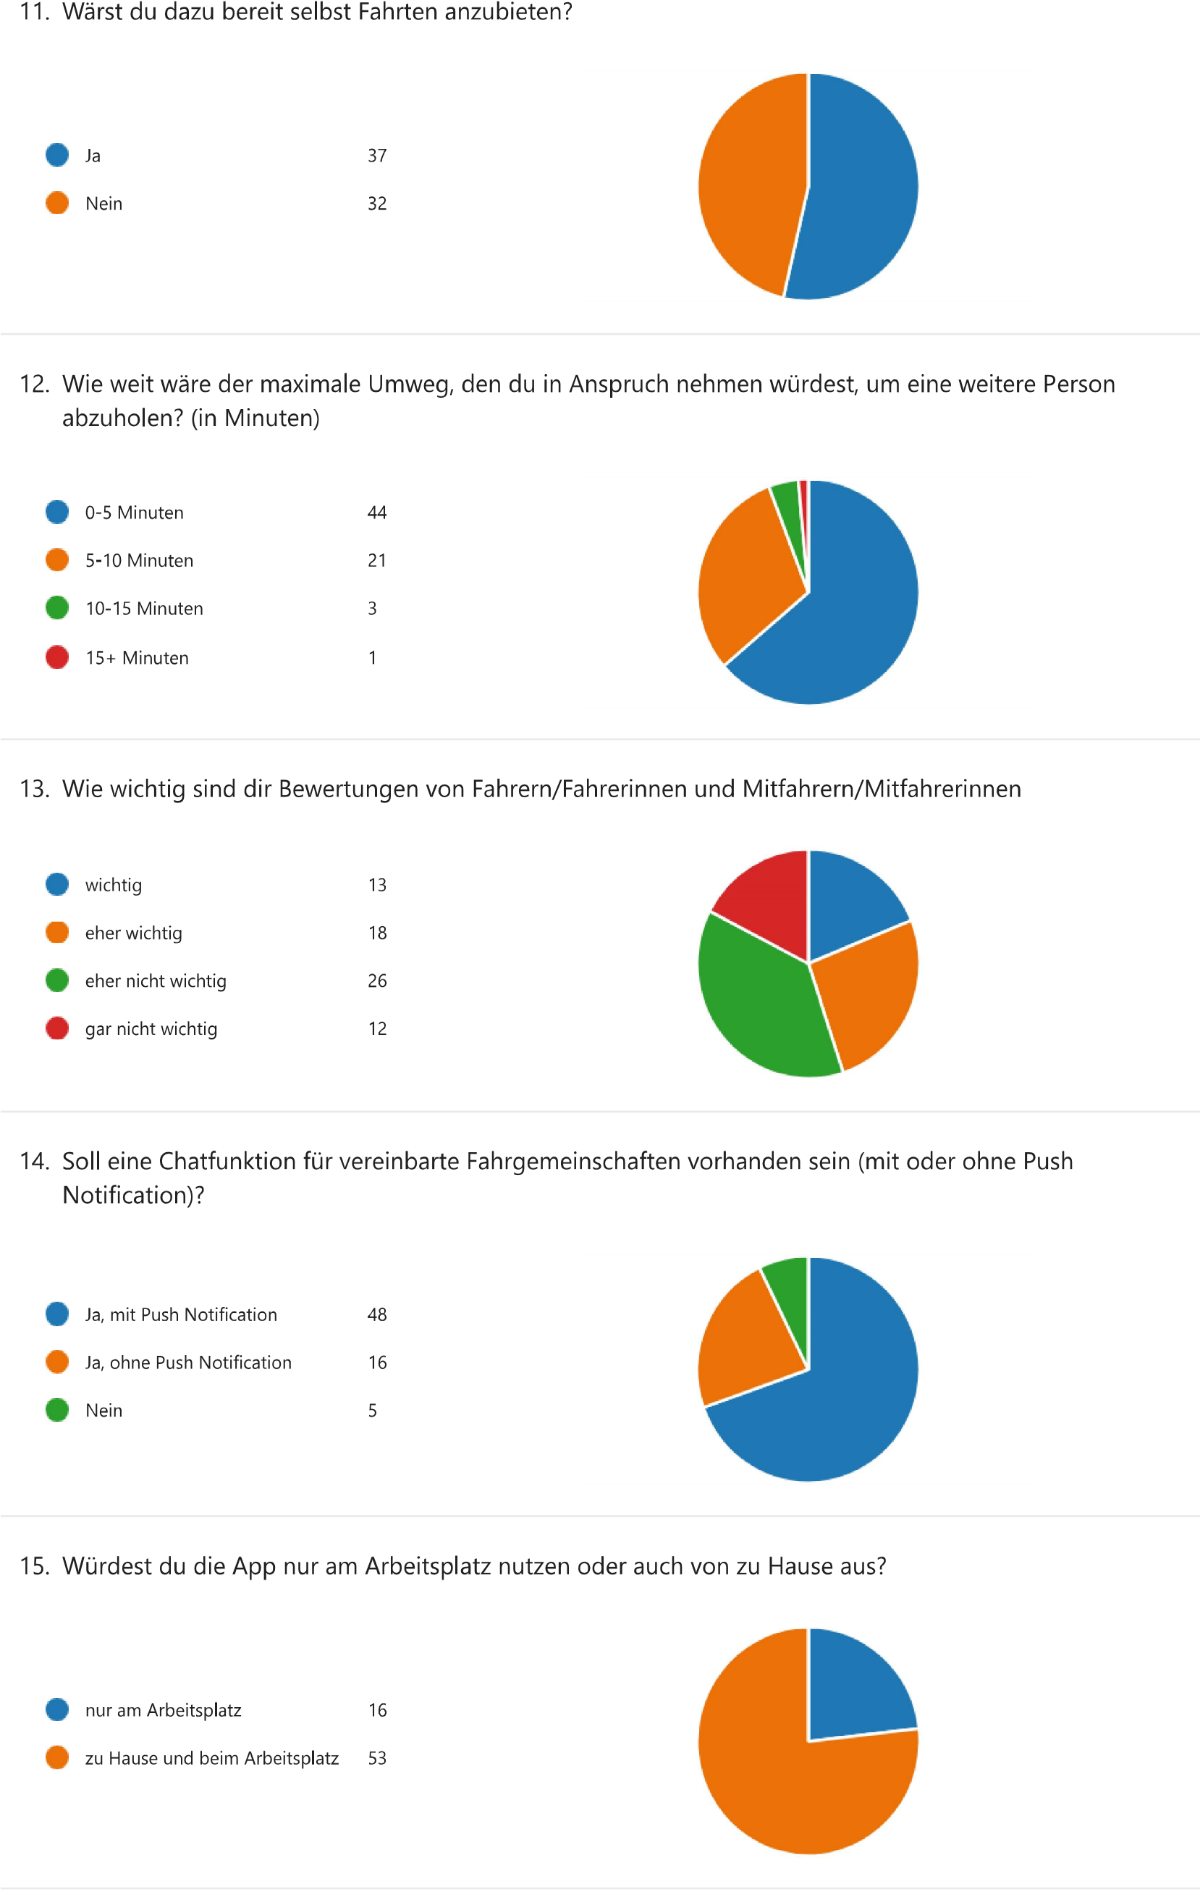 11. Wärst du dazu bereit selbst Fahrten anzubieten?
Ja 37
Nein 32
12. Wie weit wäre der maximale Umweg, den du in Anspruch nehmen würdest, um eine weitere Person
abzuholen? (in Minuten)
0-5 Minuten 44
5-10 Minuten 21
10-15 Minuten 3
15+ Minuten 1
13. Wie wichtig sind dir Bewertungen von Fahrern/Fahrerinnen und Mitfahrern/Mitfahrerinnen
wichtig 13
eher wichtig 18
eher nicht wichtig 26
gar nicht wichtig 12
14. Soll eine Chatfunktion für vereinbarte Fahrgemeinschaften vorhanden sein (mit oder ohne Push
Notification)?
Ja, mit Push Notification 48
Ja, ohne Push Notification 16
Nein 5
15. Würdest du die App nur am Arbeitsplatz nutzen oder auch von zu Hause aus?
nur am Arbeitsplatz 16
zu Hause und beim Arbeitsplatz 53